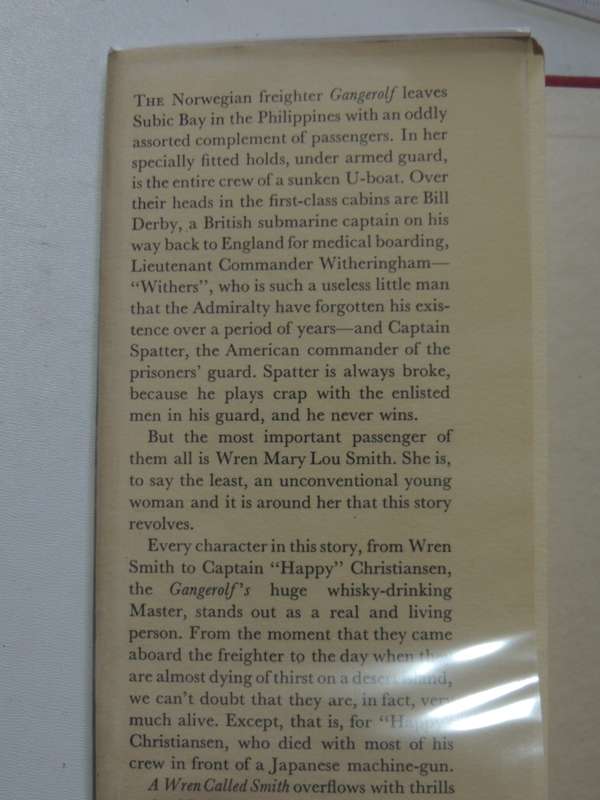 THE Norwegian freighter Gangerolf leaves
Subic Bay in the Philippines with an oddly
assorted complement of passengers. In her
specially fitted holds, under armed guard,
is the entire crew of a sunken U-boat. Over
their heads in the first-class cabins are Bill
Derby, a British submarine captain on his
way back to England for medical boarding,
Lieutenant Commander Witheringham—
“Withers”, who is such a useless little man
that the Admiralty have forgotten his exis-
tence over a period of years—and Captain
Spatter, the American commander of the
prisoners’ guard. Spatter is always broke,
because he plays crap with the enlisted
men in his guard, and he never wins.
But the most important passenger of
them all is Wren Mary Lou Smith. She is,
to say the least, an unconventional young
woman and it is around her that this story
revolves.
Every character in this story, from Wren
Smith to Captain “Happy” Christiansen,
the Gangerolf’s huge whisky-drinking
Master, stands out as a real and living
person. From the moment that they came
aboard the freighter to the day when they
are almost dying of thirst on a desert island,
we can’t doubt that they are, in fact, very
much alive. Except, that is, for “Happy”
Christiansen, who died with most of his
crew in front of a Japanese machine-gun.
A Wren Called Smith overflows with thrills